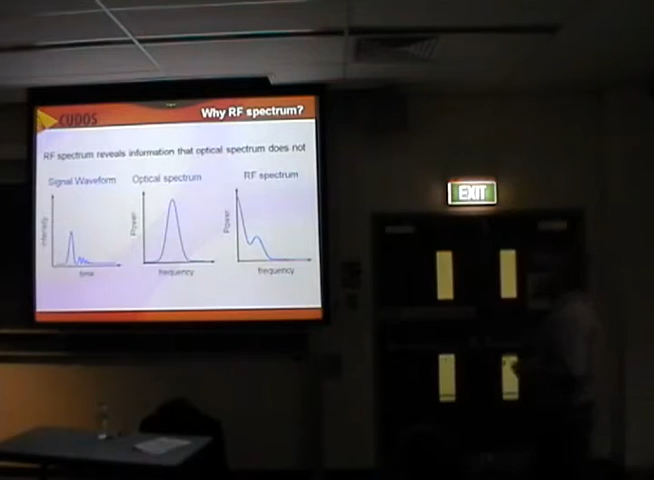 CUDOS
Why RF spectrum?
RF spectrum reveals information that optical spectrum does not
Signal Waveform
Optical spectrum
RF spectrum
Intensity
time
Power
frequency
Power
frequency
EXIT